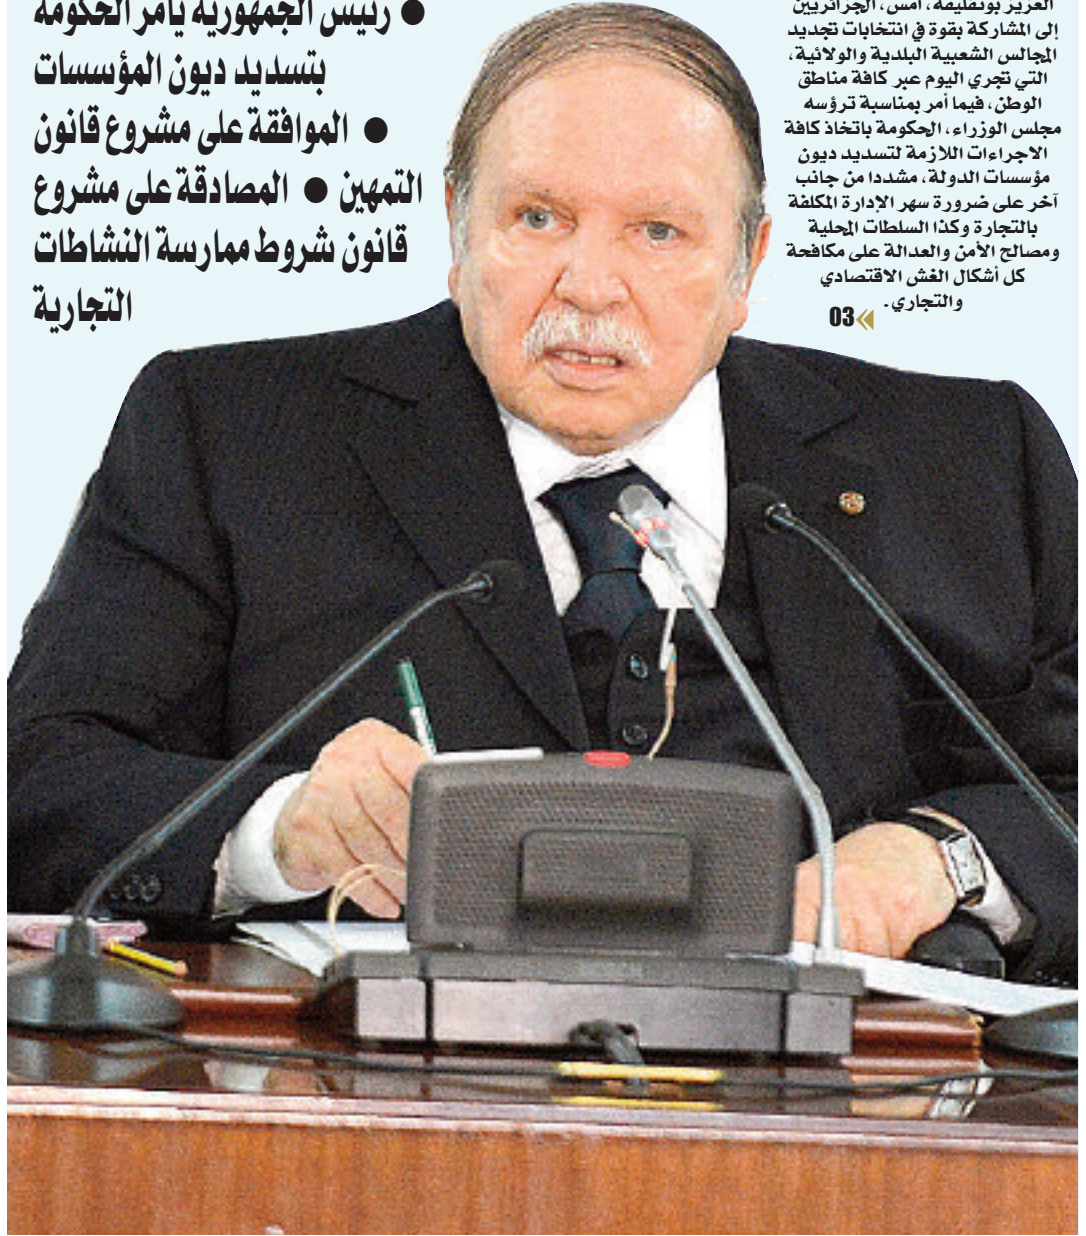 العزيز بوتفليقة، أمس، الجزائريين
إلى المشاركة بقوة في انتخابات تجديد
المجالس الشعبية البلدية والولائية،
التي تجري اليوم عبر كافة مناطق
الوطن، فيما أمر بمناسبة ترؤسه
مجلس الوزراء، الحكومة باتخاذ كافة
الاجراءات اللازمة لتسديد ديون
مؤسسات الدولة، مشددا من جانب
آخر على ضرورة سهر الإدارة المكلفة
بالتجارة وكذا السلطات المحلية
ومصالح الأمن والعدالة على مكافحة
كل أشكال الغش الاقتصادي
والتجاري.
03
● رئيس الجمهورية يأمر الحكومة
بتسديد ديون المؤسسات
● الموافقة على مشروع قانون
التمهين ● المصادقة على مشروع
قانون شروط ممارسة النشاطات
التجارية